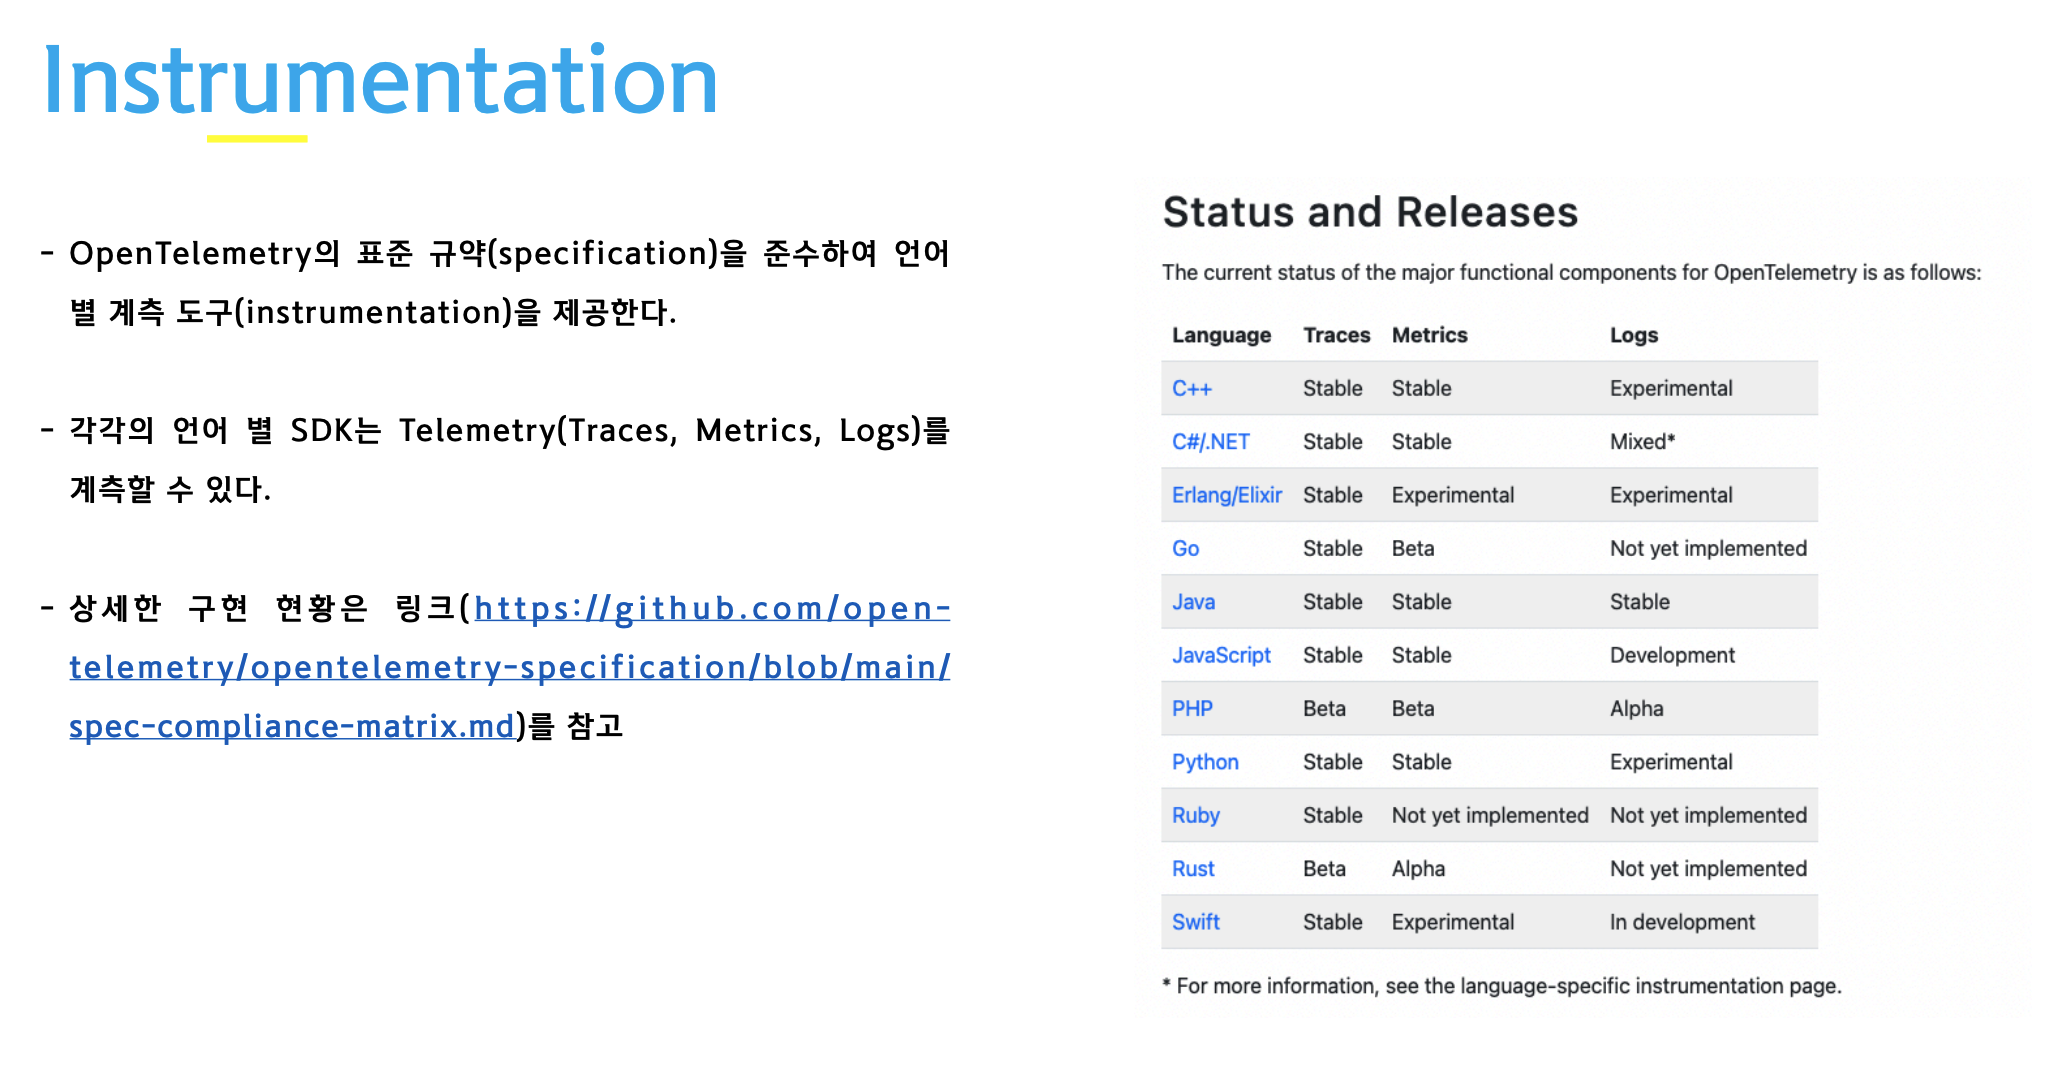 Instrumentation
- OpenTelemetry의 표준 규약(specification)을 준수하여 언어
별 계측 도구(instrumentation)을 제공한다.
- 각각의 언어 별 SDK는 Telemetry(Traces, Metrics, Logs)를
계측할 수 있다.
- 상세한 구현 현황은 링크(https://github.com/open-
telemetry/opentelemetry-specification/blob/main/
spec-compliance-matrix.md)를 참고
Status and Releases
The current status of the major functional components for OpenTelemetry is as follows:
Language Traces Metrics Logs
C++ Stable Stable Experimental
C#/.NET Stable Stable Mixed*
Erlang/Elixir Stable Experimental Experimental
Go Stable Beta Not yet implemented
Java Stable Stable Stable
JavaScript Stable Stable Development
PHP Beta Beta Alpha
Python Stable Stable Experimental
Ruby Stable Not yet implemented Not yet implemented
Rust Beta Alpha Not yet implemented
Swift Stable Experimental In development
* For more information, see the language-specific instrumentation page.